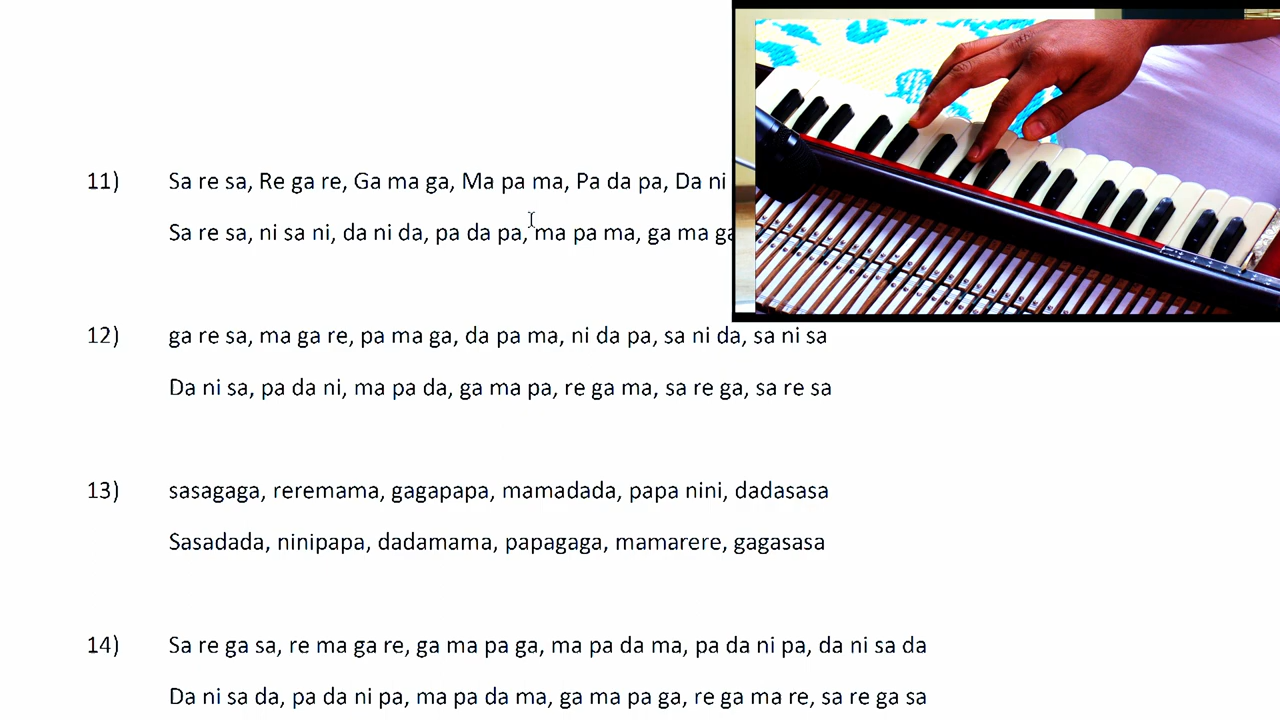 11) Sa re sa, Re ga re, Ga ma ga, Ma pa ma, Pa da pa, Da ni
Sa re sa, ni sa ni, da ni da, pa da pa, ma pa ma, ga ma ga
12) ga re sa, ma ga re, pa ma ga, da pa ma, ni da pa, sa ni da, sa ni sa
Da ni sa, pa da ni, ma pa da, ga ma pa, re ga ma, sa re ga, sa re sa
13) sasagaga, reremama, gagapapa, mamadada, papa nini, dadasasa
Sasadada, ninipapa, dadamama, papagaga, mamarere, gagasasa
14) Sa re ga sa, re ma ga re, ga ma pa ga, ma pa da ma, pa da ni pa, da ni sa da
Da ni sa da, pa da ni pa, ma pa da ma, ga ma pa ga, re ga ma re, sa re ga sa